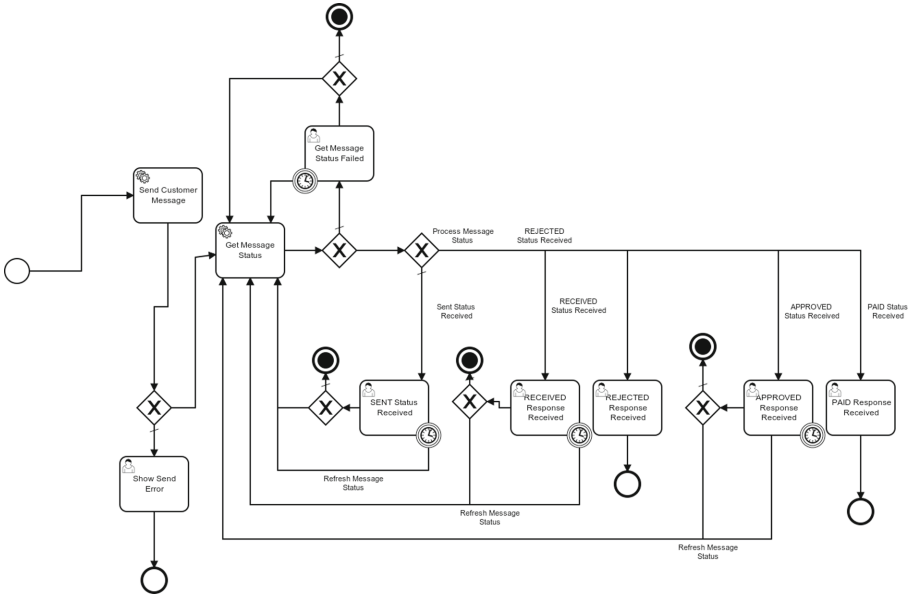 Get Message
Status Failed
Send Customer
Message
Get Message
Status
Process Message
Status
REJECTED
Status Received
Sent Status
Received
RECEIVED
Status Received
APPROVED
Status Received
PAID Status
Received
SENT Status
Received
RECEIVED
Response
Received
REJECTED
Response
Received
APPROVED
Response
Received
PAID Response
Received
Show Send
Error
Refresh Message
Status
Refresh Message
Status
Refresh Message
Status